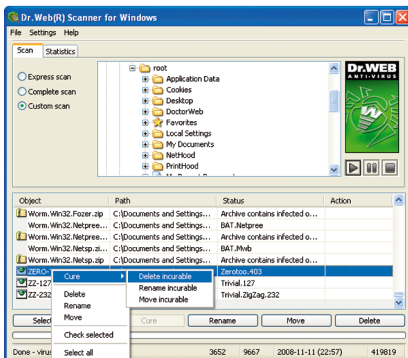 Dr.Web(R) Scanner for Windows
File Settings Help
Scan Statistics
Express scan
Complete scan
Custom scan
root
Application Data
Cookies
Desktop
DoctorWeb
Favorites
Local Settings
My Documents
NetHood
PrintHood
Dr.WEB
ANTI-VIRUS
Object Path Status Action
Worm.Win32.Fozer.zip C:\Documents and Settings... Archive contains infected o...
Worm.Win32.Netpree... C:\Documents and Settings... BAT.Netpree
Worm.Win32.Netpree... C:\Documents and Settings... Archive contains infected o...
Worm.Win32.Netsp.zi... C:\Documents and Settings... BAT.Mwb
Worm.Win32.Netsp.zip C:\Documents and Settings... Archive contains infected o...
ZERO- Zerotoo.403
ZZ-127 Trivial.127
ZZ-232 Trivial.ZigZag.232
Cure
Delete
Rename
Move
Check selected
Select all
Delete incurable
Rename incurable
Move incurable
Select Cure Rename Move Delete
Done - virus 3652 9667 2008-11-11 (22:57) 419819